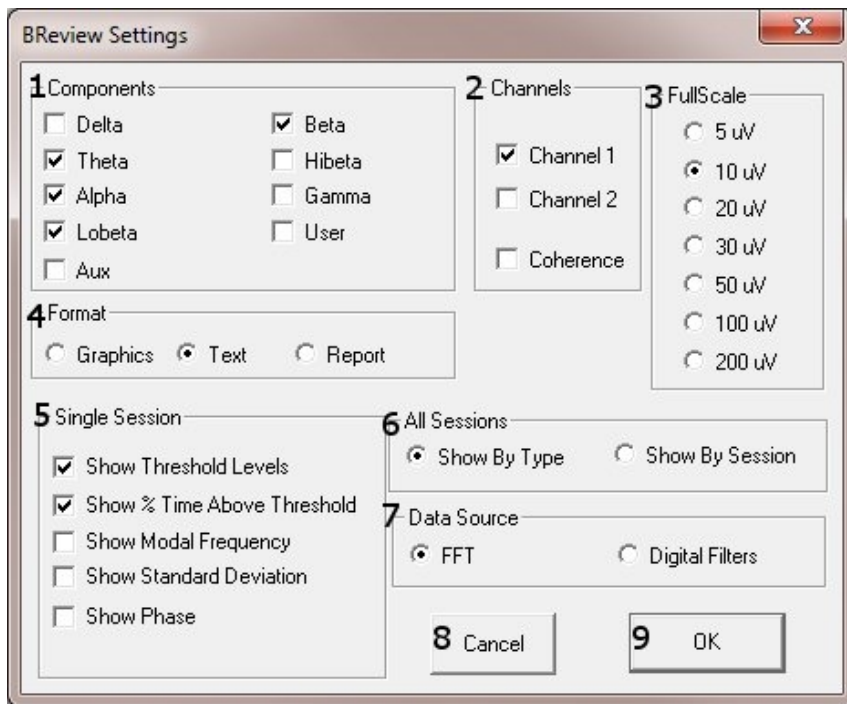 BReview Settings
1 Components
Delta
Beta
Theta
Hibeta
Alpha
Gamma
Lobeta
User
Aux
2 Channels
Channel 1
Channel 2
Coherence
3 FullScale
5 uV
10 uV
20 uV
30 uV
50 uV
100 uV
200 uV
4 Format
Graphics
Text
Report
5 Single Session
Show Threshold Levels
Show % Time Above Threshold
Show Modal Frequency
Show Standard Deviation
Show Phase
6 All Sessions
Show By Type
Show By Session
7 Data Source
FFT
Digital Filters
8 Cancel
9 OK